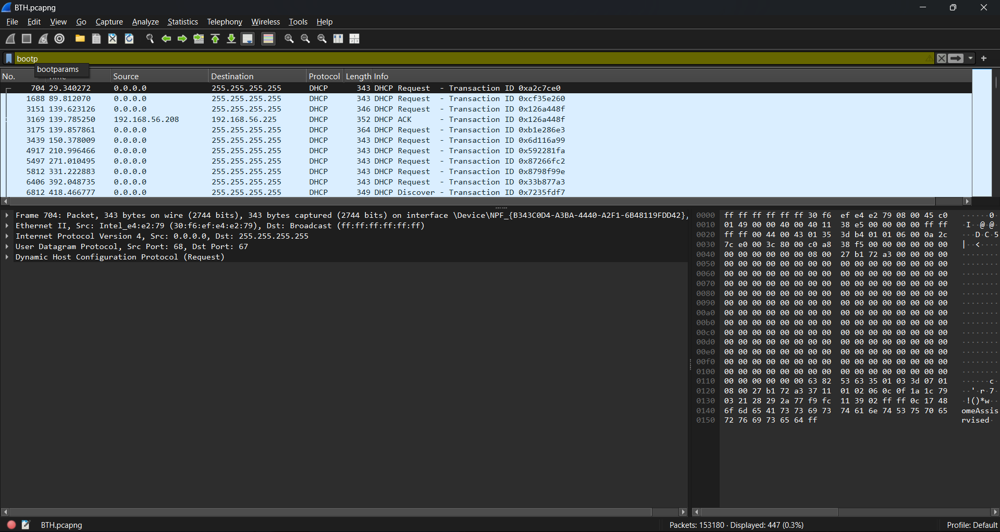 BTH.pcapng
File Edit View Go Capture Analyze Statistics Telephony Wireless Tools Help
bootp
bootparams
No. Source Destination Protocol Length Info
704 29.340272 0.0.0.0 255.255.255.255 DHCP 343 DHCP Request - Transaction ID 0xa2c7ce0
1688 89.812070 0.0.0.0 255.255.255.255 DHCP 343 DHCP Request - Transaction ID 0xcf35e260
3151 139.623126 0.0.0.0 255.255.255.255 DHCP 346 DHCP Request - Transaction ID 0x126a448f
3169 139.785250 192.168.56.208 192.168.56.225 DHCP 352 DHCP ACK - Transaction ID 0x126a448f
3175 139.857861 0.0.0.0 255.255.255.255 DHCP 364 DHCP Request - Transaction ID 0xb1e286e3
3439 150.378009 0.0.0.0 255.255.255.255 DHCP 343 DHCP Request - Transaction ID 0x6d116a99
4917 210.996466 0.0.0.0 255.255.255.255 DHCP 343 DHCP Request - Transaction ID 0x592281fa
5497 271.010495 0.0.0.0 255.255.255.255 DHCP 343 DHCP Request - Transaction ID 0x87266fc2
5812 331.222883 0.0.0.0 255.255.255.255 DHCP 343 DHCP Request - Transaction ID 0x8798f99e
6406 392.048735 0.0.0.0 255.255.255.255 DHCP 343 DHCP Request - Transaction ID 0x33b877a3
6812 418.466777 0.0.0.0 255.255.255.255 DHCP 349 DHCP Discover - Transaction ID 0x7235fdf7
Frame 704: Packet, 343 bytes on wire (2744 bits), 343 bytes captured (2744 bits) on interface \Device\NPF_{B343C0D4-A3BA-4440-A2F1-6B48119FDD42},
Ethernet II, Src: Intel_e4:e2:79 (30:f6:ef:e4:e2:79), Dst: Broadcast (ff:ff:ff:ff:ff:ff)
Internet Protocol Version 4, Src: 0.0.0.0, Dst: 255.255.255.255
User Datagram Protocol, Src Port: 68, Dst Port: 67
Dynamic Host Configuration Protocol (Request)
0000 ff ff ff ff ff ff 30 f6 ef e4 e2 79 08 00 45 c0 ······0·
0010 01 49 00 00 40 00 40 11 38 e5 00 00 00 00 ff ff ·I··@·@·
0020 ff ff 00 44 00 43 01 35 3d b4 01 01 06 00 0a 2c ···D·C·5
0030 7c e0 00 3c 80 00 c0 a8 38 f5 00 00 00 00 00 00 |··<····
0040 00 00 00 00 00 00 08 00 27 b1 72 a3 00 00 00 00 ········
0050 00 00 00 00 00 00 00 00 00 00 00 00 00 00 00 00 ········
0060 00 00 00 00 00 00 00 00 00 00 00 00 00 00 00 00 ········
0070 00 00 00 00 00 00 00 00 00 00 00 00 00 00 00 00 ········
0080 00 00 00 00 00 00 00 00 00 00 00 00 00 00 00 00 ········
0090 00 00 00 00 00 00 00 00 00 00 00 00 00 00 00 00 ········
00a0 00 00 00 00 00 00 00 00 00 00 00 00 00 00 00 00 ········
00b0 00 00 00 00 00 00 00 00 00 00 00 00 00 00 00 00 ········
00c0 00 00 00 00 00 00 00 00 00 00 00 00 00 00 00 00 ········
00d0 00 00 00 00 00 00 00 00 00 00 00 00 00 00 00 00 ········
00e0 00 00 00 00 00 00 00 00 00 00 00 00 00 00 00 00 ········
00f0 00 00 00 00 00 00 00 00 00 00 00 00 00 00 00 00 ········
0100 00 00 00 00 00 00 00 00 00 00 00 00 00 00 00 00 ········
0110 00 00 00 00 00 00 63 82 53 63 35 01 03 3d 07 01 ······c·
0120 08 00 27 b1 72 a3 37 11 01 02 06 0c 0f 1a 1c 79 ··'·r·7·
0130 03 21 28 29 2a 77 f9 fc 11 39 02 ff ff 0c 17 48 ·!()*w··
0140 6f 6d 65 41 73 73 69 73 74 61 6e 74 53 75 70 65 omeAssis
0150 72 76 69 73 65 64 ff rvised·
BTH.pcapng Packets: 153180 · Displayed: 447 (0.3%) Profile: Default